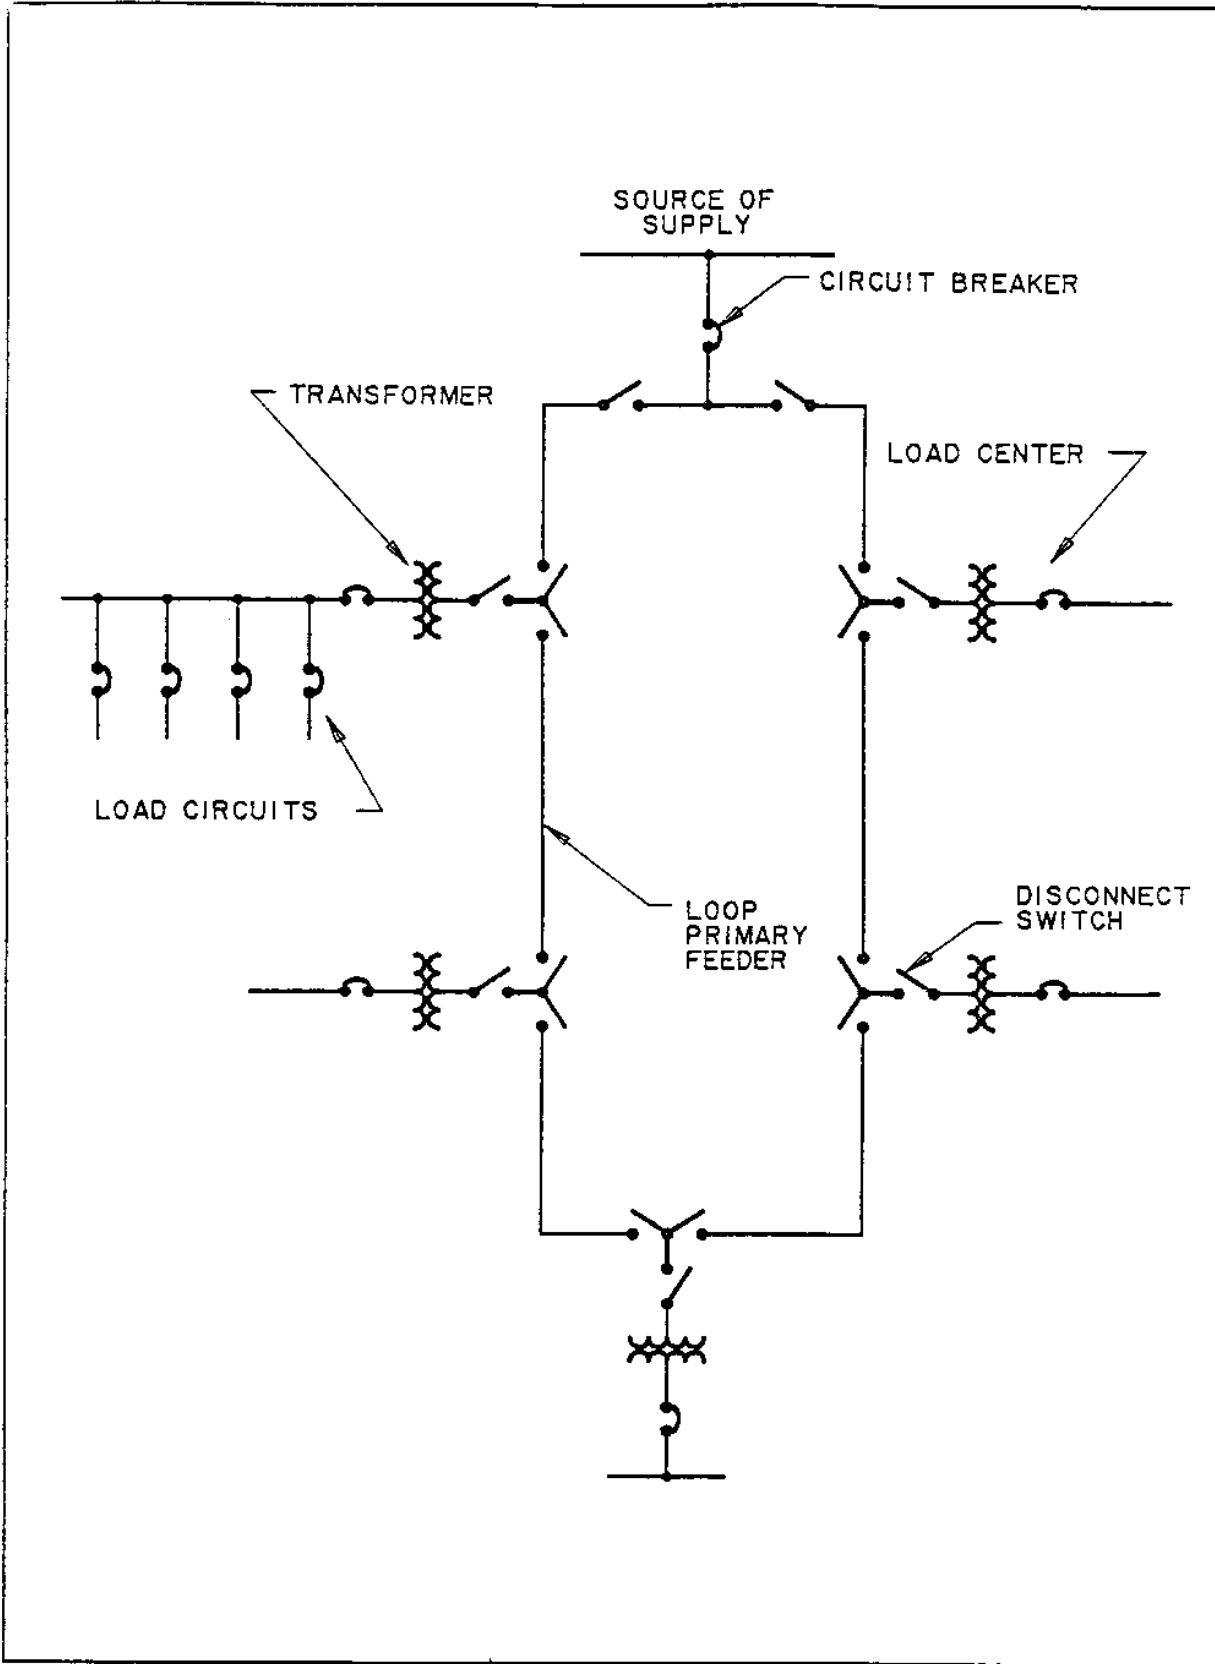 SOURCE OF
SUPPLY
CIRCUIT BREAKER
TRANSFORMER
LOAD CENTER
LOAD CIRCUITS
LOOP
PRIMARY
FEEDER
DISCONNECT
SWITCH